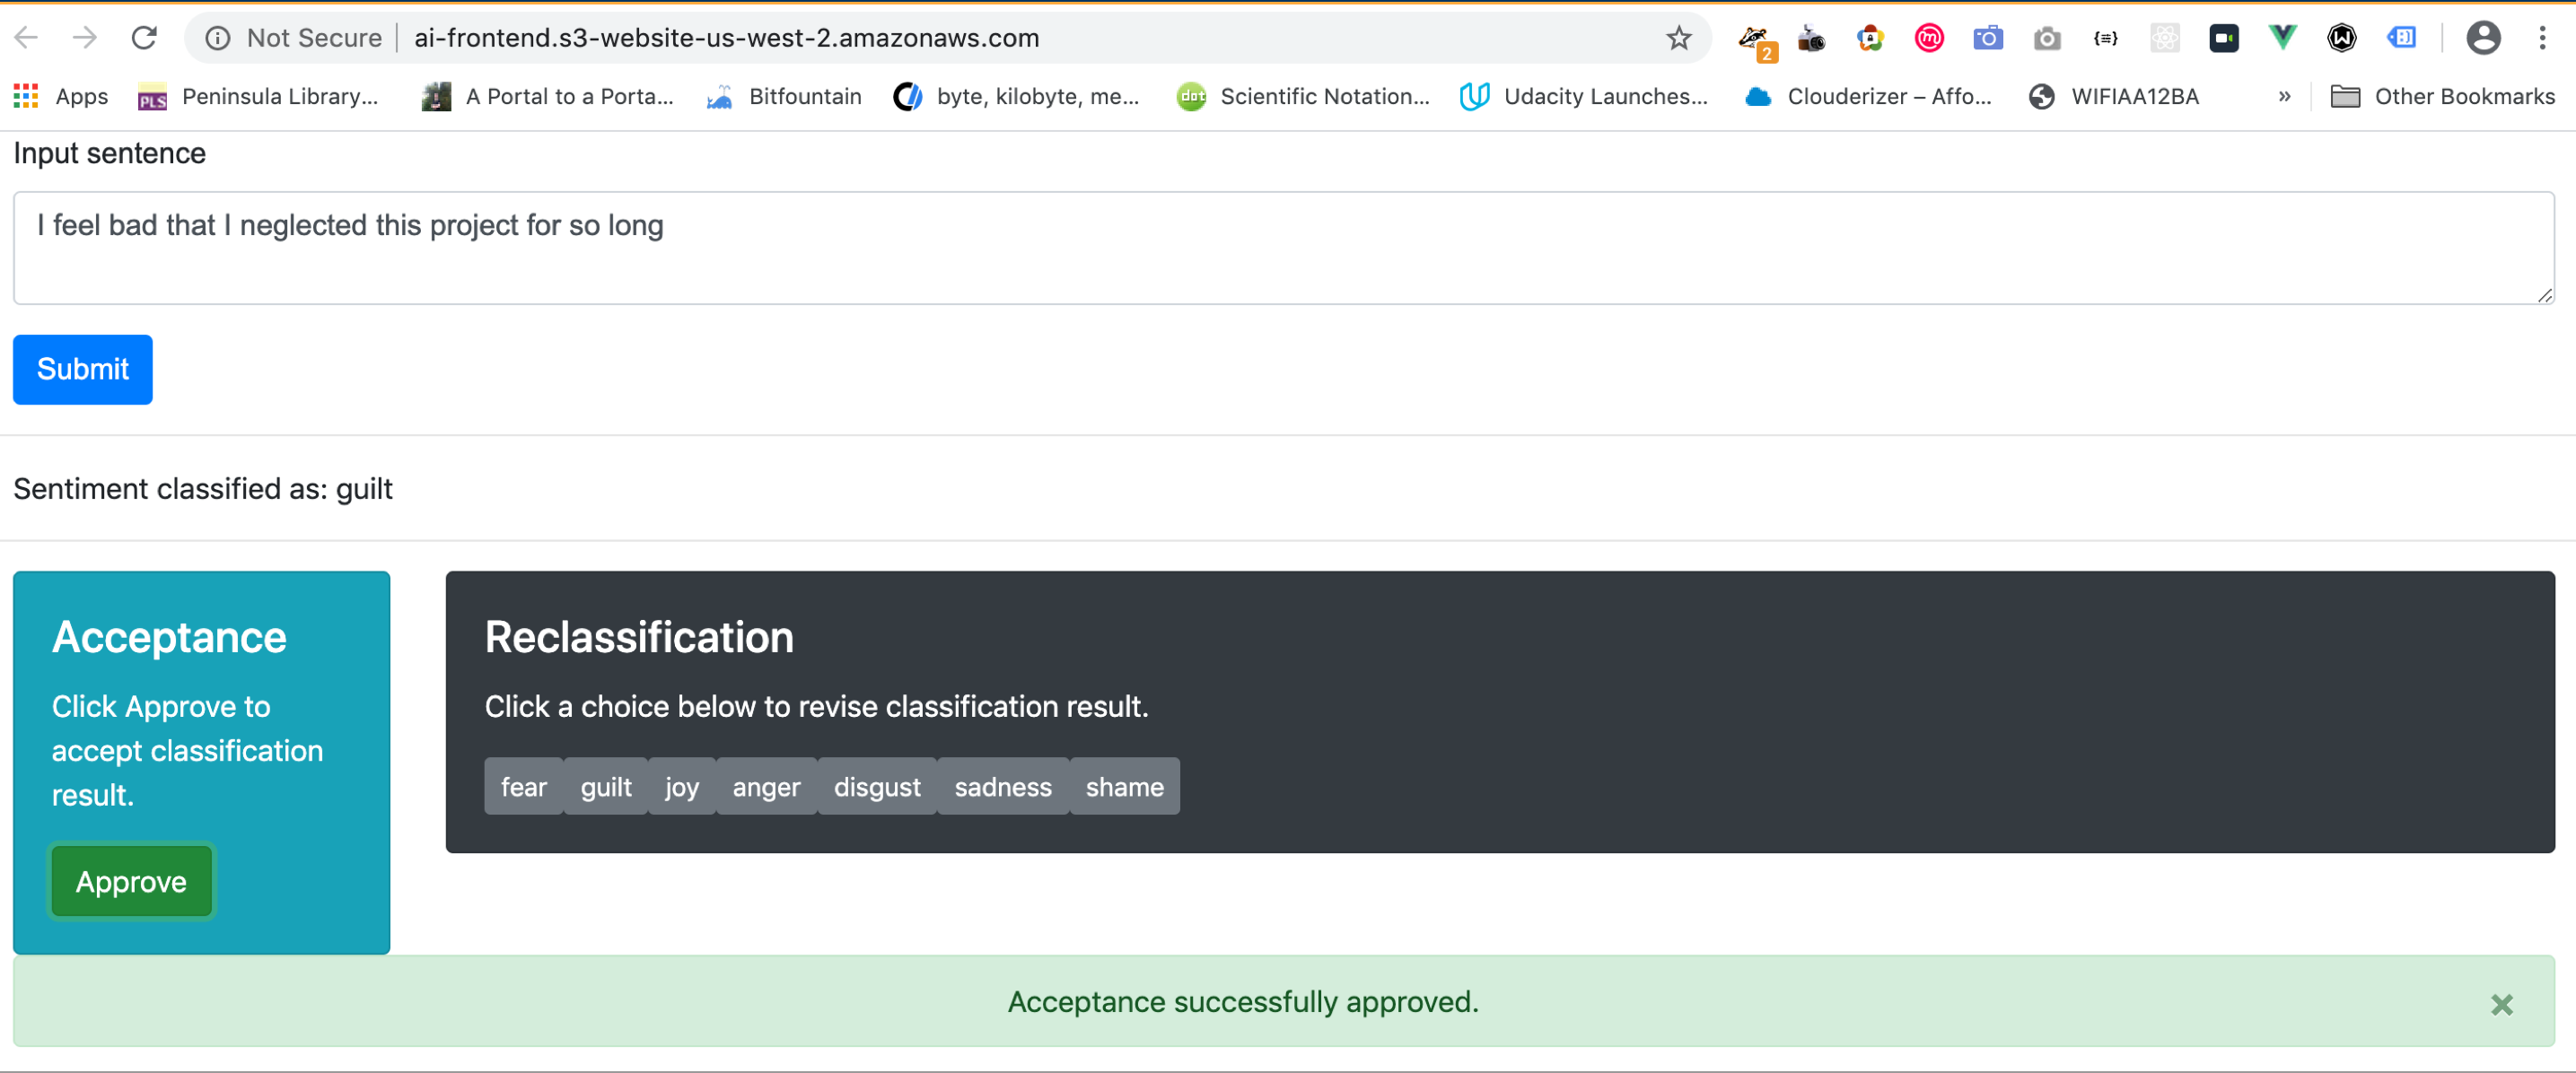 Not Secure ai-frontend.s3-website-us-west-2.amazonaws.com 2
Apps PLS Peninsula Library... A Portal to a Porta... Bitfountain byte, kilobyte, me... dot Scientific Notation... Udacity Launches... Clouderizer – Affo... WIFIAA12BA » Other Bookmarks
Input sentence
I feel bad that I neglected this project for so long
Submit
Sentiment classified as: guilt
Acceptance
Click Approve to
accept classification
result.
Approve
Reclassification
Click a choice below to revise classification result.
fear guilt joy anger disgust sadness shame
Acceptance successfully approved. ×